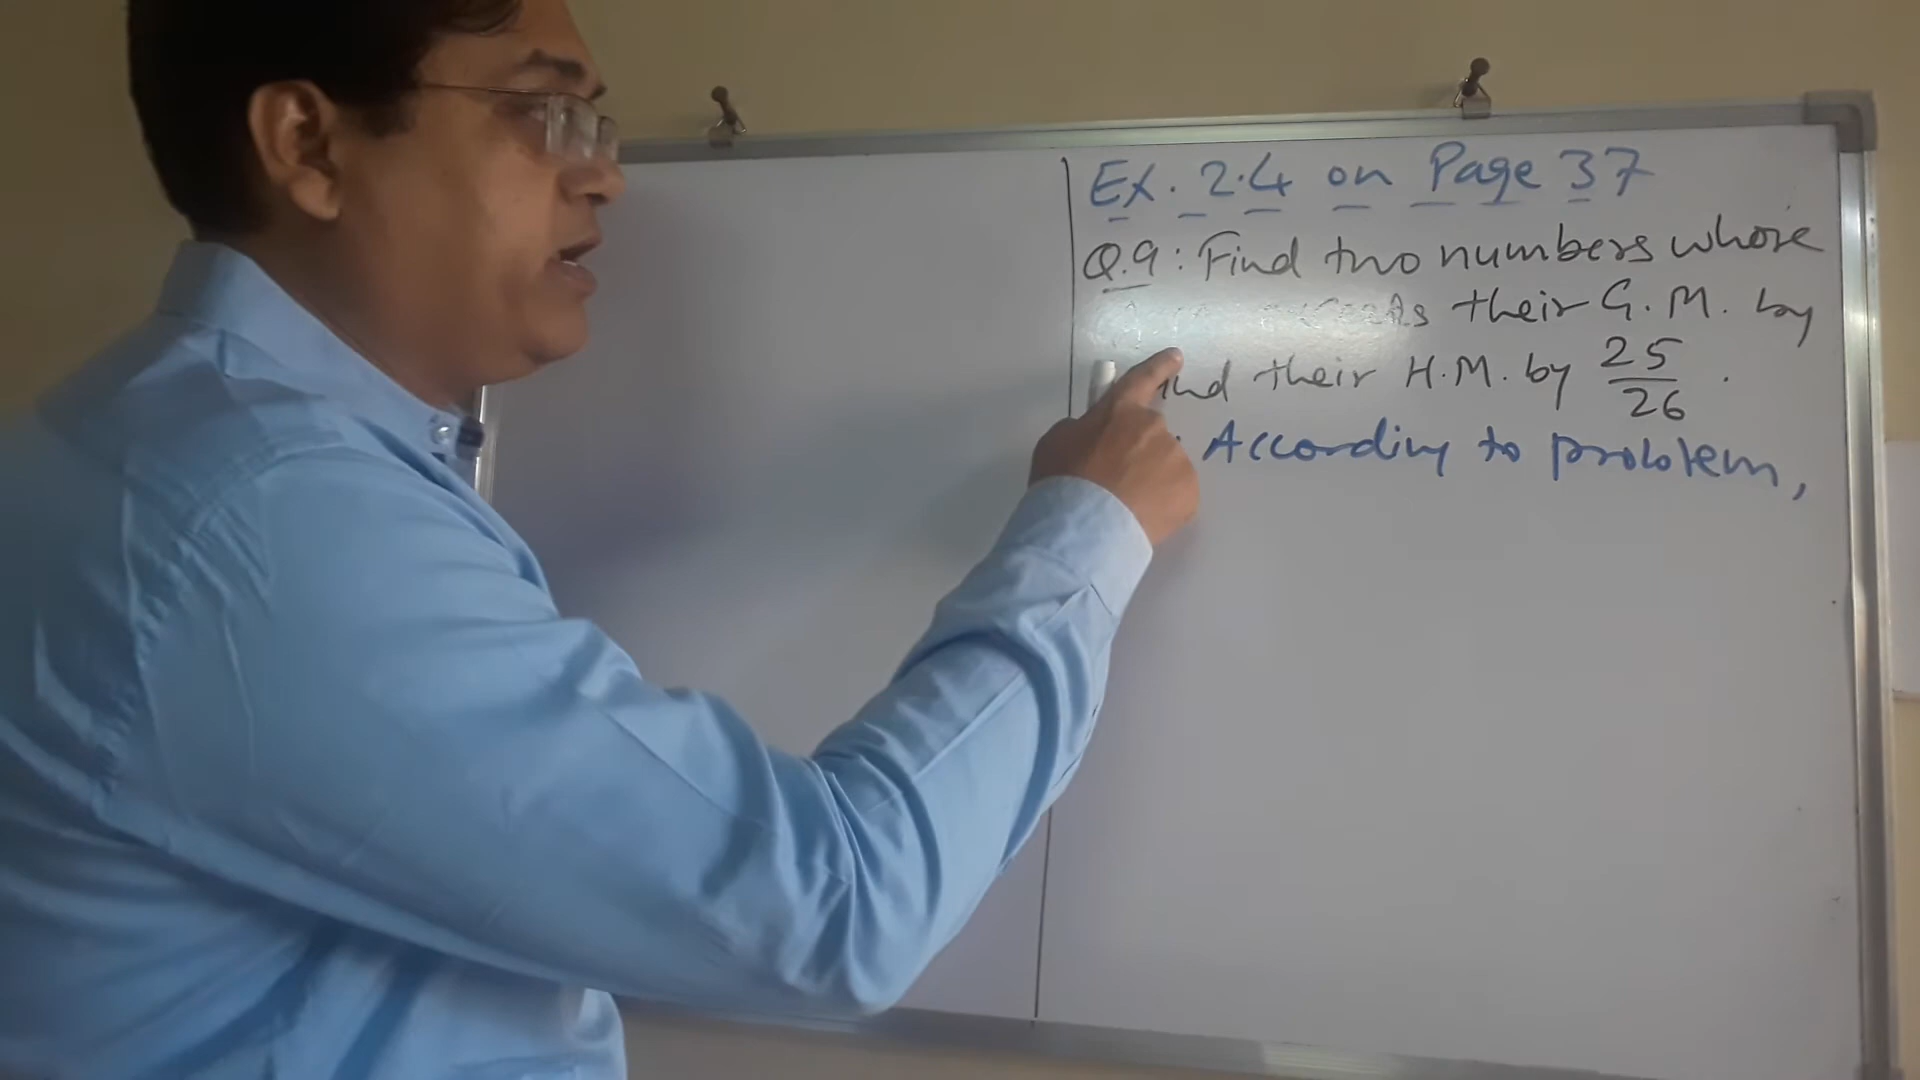 Ex. 2.4 on Page 37
Q.9: Find two numbers whose
their G.M. by
and their H.M. by 25/26.
: According to problem,